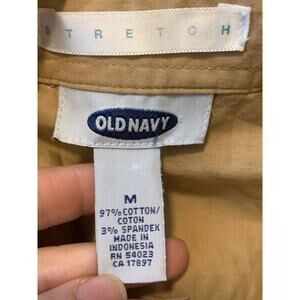 STRETCH
OLD NAVY
M
97% COTTON/
COTON
3% SPANDEX
MADE IN
INDONESIA
RN 54023
CA 17897